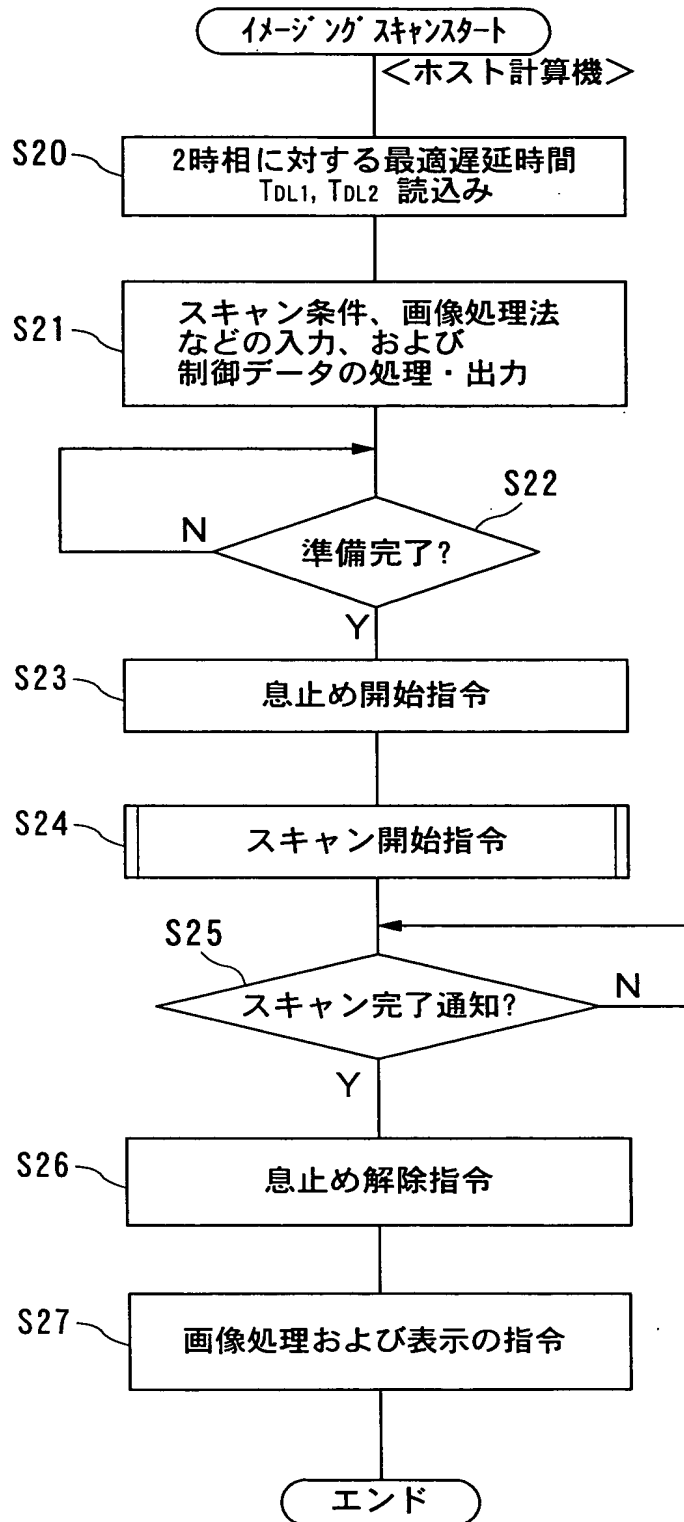 イメージング スキャンスタート
<ホスト計算機>
S20
2時相に対する最適遅延時間
TDL1, TDL2 読込み
S21
スキャン条件、画像処理法
などの入力、および
制御データの処理・出力
S22
N
準備完了?
Y
S23
息止め開始指令
S24
スキャン開始指令
S25
スキャン完了通知?
N
Y
S26
息止め解除指令
S27
画像処理および表示の指令
エンド